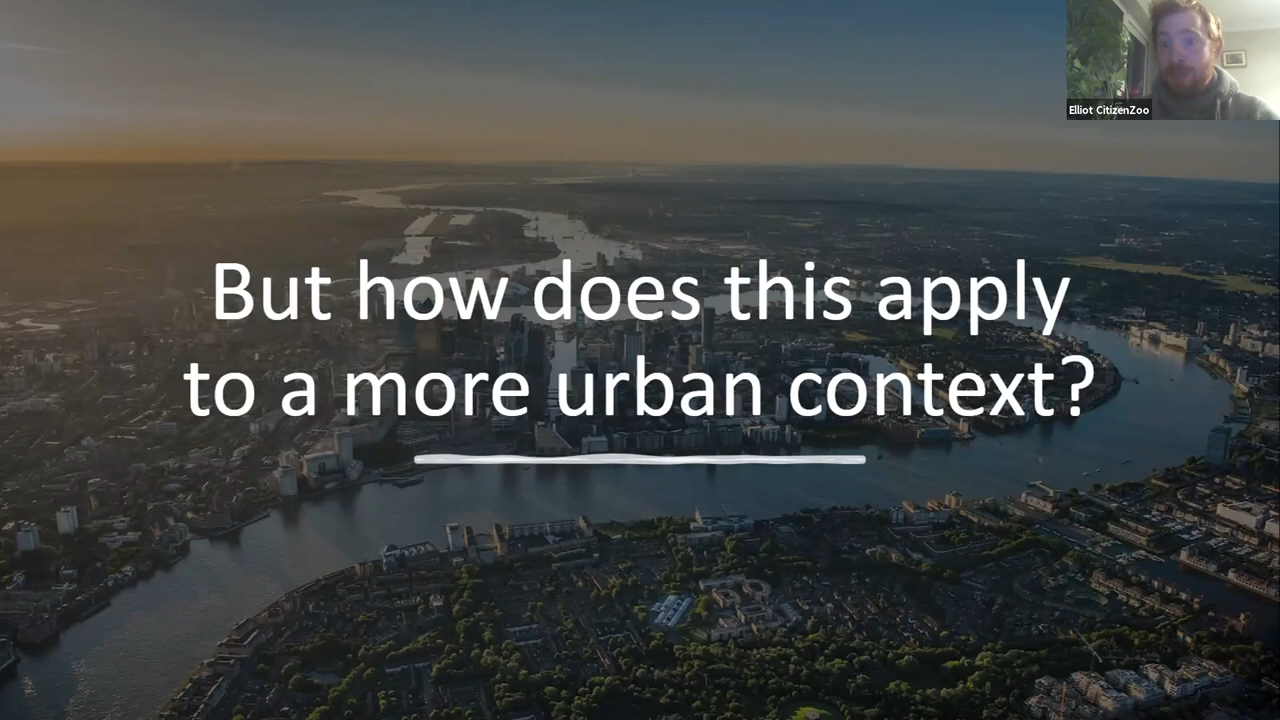 Elliot CitizenZoo
But how does this apply
to a more urban context?